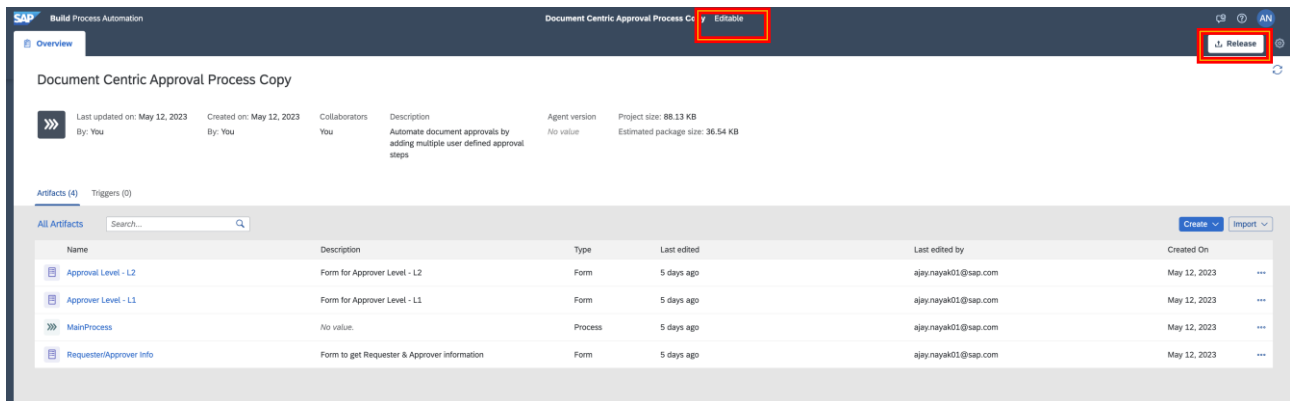 SAP Build Process Automation Document Centric Approval Process Copy Editable AN
Overview Release
Document Centric Approval Process Copy
Last updated on: May 12, 2023 Created on: May 12, 2023 Collaborators Description Agent version Project size: 88.13 KB
By: You By: You You Automate document approvals by No value Estimated package size: 36.54 KB
adding multiple user defined approval
steps
Artifacts (4) Triggers (0)
All Artifacts Search... Create Import
Name Description Type Last edited Last edited by Created On
Approval Level - L2 Form for Approver Level - L2 Form 5 days ago ajay.nayak01@sap.com May 12, 2023
Approver Level - L1 Form for Approver Level - L1 Form 5 days ago ajay.nayak01@sap.com May 12, 2023
MainProcess No value. Process 5 days ago ajay.nayak01@sap.com May 12, 2023
Requester/Approver Info Form to get Requester & Approver information Form 5 days ago ajay.nayak01@sap.com May 12, 2023